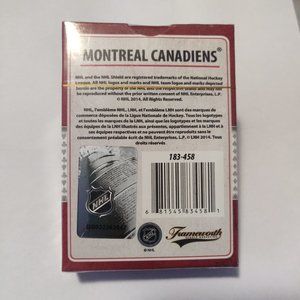 MONTREAL CANADIENS®
NHL and the NHL Shield are registered trademarks of the National Hockey
League. All NHL logos and marks and NHL team logos and marks depicted
herein are the property of the NHL and the respective teams and may not
be reproduced without the prior written consent of NHL Enterprises, L.P.
© NHL 2014. All Rights Reserved.
NHL, l'emblème NHL, LNH et l'emblème LNH sont des marques de
commerce déposées de la Ligue Nationale de Hockey. Tous les logotypes
et toutes les marques de la LNH, ainsi que les logotypes et les marques
des équipes de la LNH illustrés aux présentes, appartiennent à la LNH et à
ses équipes respectives et ne peuvent être reproduits sans le
consentement préalable écrit de NHL Enterprises, L.P. © LNH 2014. Tous
droits réservés.
183-458
NHL
6 81545 83458 1
NHL
©NHL
Frameworth